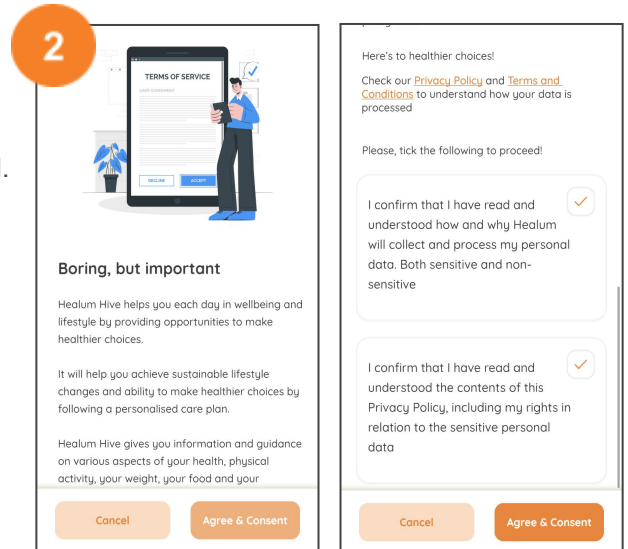 2
TERMS OF SERVICE
USER AGREEMENT
DECLINE
ACCEPT
Boring, but important
Healum Hive helps you each day in wellbeing and
lifestyle by providing opportunities to make
healthier choices.
It will help you achieve sustainable lifestyle
changes and ability to make healthier choices by
following a personalised care plan.
Healum Hive gives you information and guidance
on various aspects of your health, physical
activity, your weight, your food and your
Cancel
Agree & Consent
Here's to healthier choices!
Check our Privacy Policy and Terms and
Conditions to understand how your data is
processed
Please, tick the following to proceed!
I confirm that I have read and
understood how and why Healum
will collect and process my personal
data. Both sensitive and non-
sensitive
I confirm that I have read and
understood the contents of this
Privacy Policy, including my rights in
relation to the sensitive personal
data
Cancel
Agree & Consent